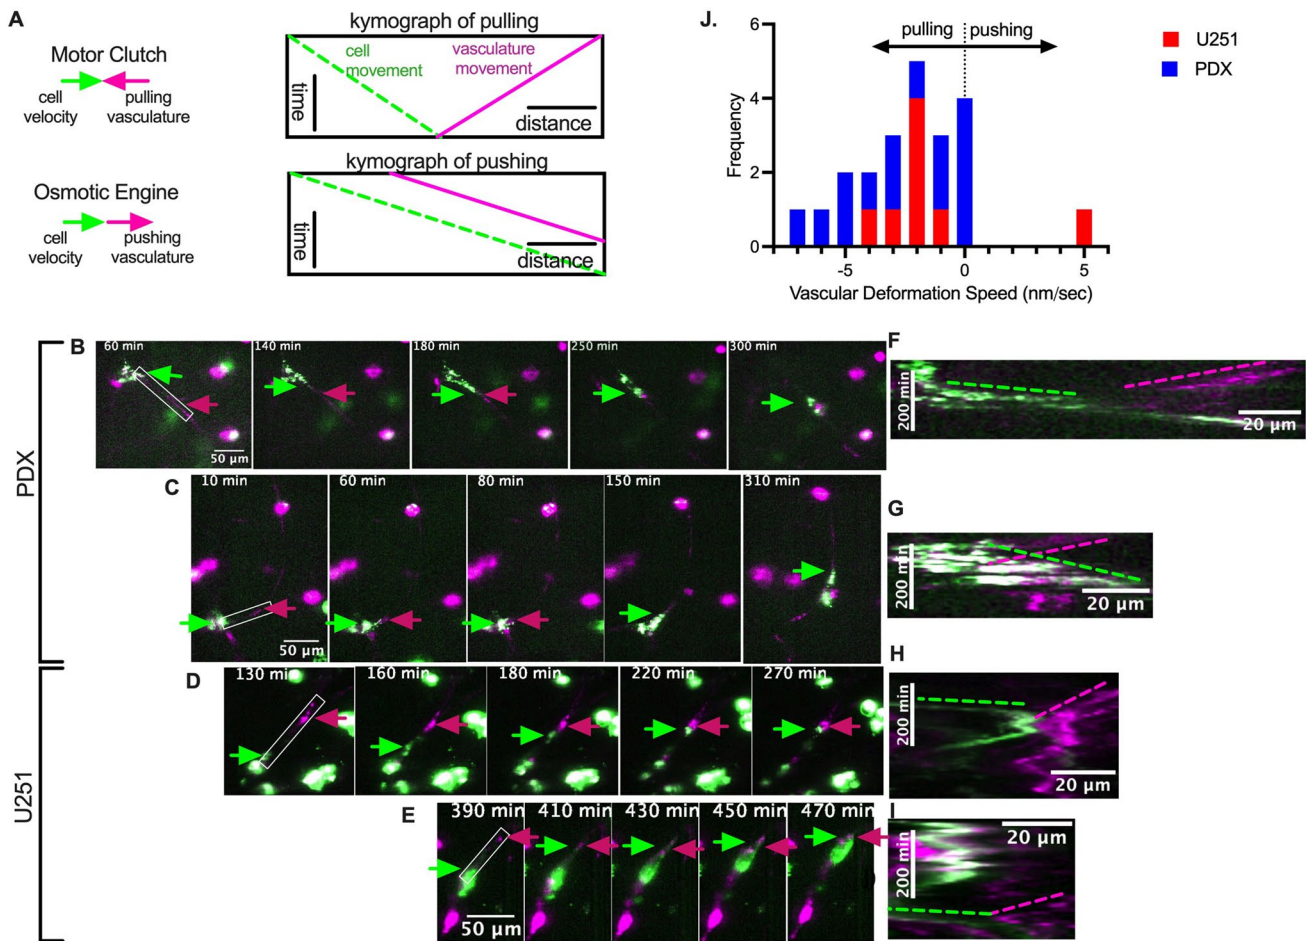 A
Motor Clutch
cell
velocity
pulling
vasculature
Osmotic Engine
cell
velocity
pushing
vasculature
kymograph of pulling
cell
movement
vasculature
movement
time
distance
kymograph of pushing
time
distance
J.
pulling
pushing
U251
PDX
Frequency
6
4
2
0
-5
0
5
Vascular Deformation Speed (nm/sec)
PDX
B
60 min
140 min
180 min
250 min
300 min
50 µm
F
200 min
20 µm
C
10 min
60 min
80 min
150 min
310 min
50 µm
G
200 min
20 µm
U251
D
130 min
160 min
180 min
220 min
270 min
H
200 min
20 µm
E
390 min
410 min
430 min
450 min
470 min
50 µm
I
20 µm
200 min